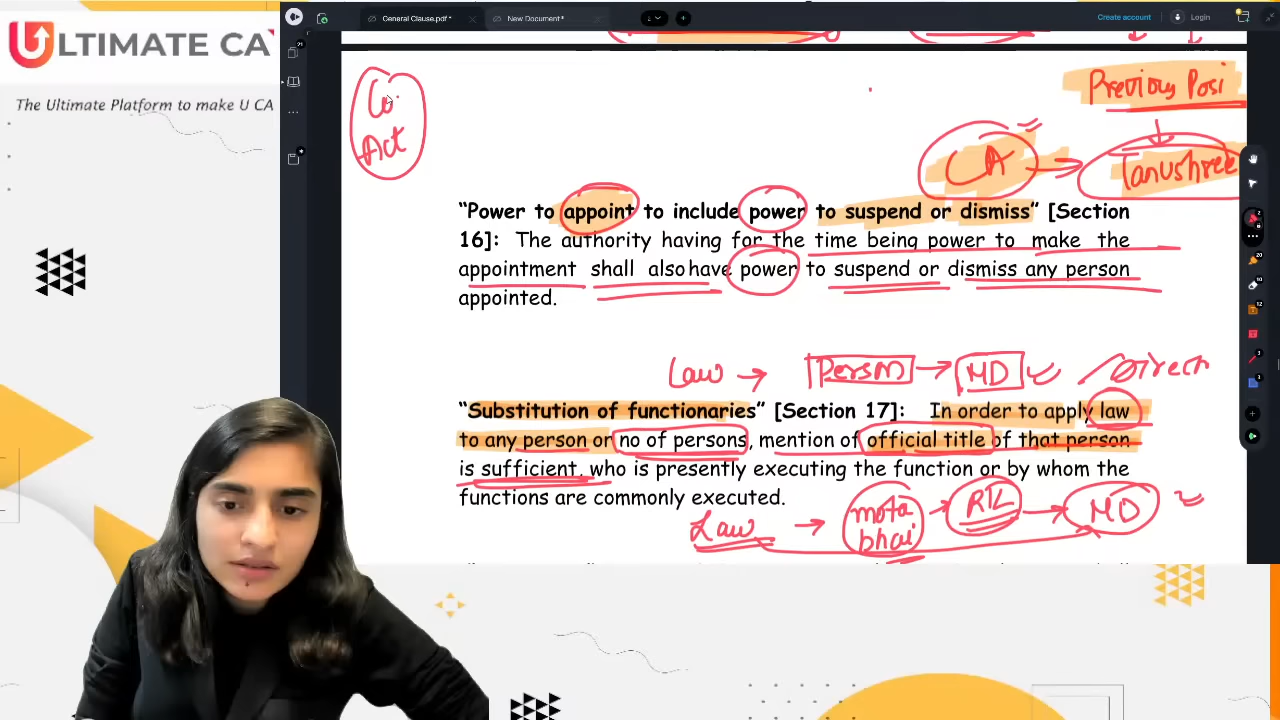 ULTIMATE CA
The Ultimate Platform to make U CA
General Clause.pdf *
New Document*
Create account
Login
Co.
Act
Previous Posi
CA → Tanushree
"Power to appoint to include power to suspend or dismiss" [Section
16]: The authority having for the time being power to make the
appointment shall also have power to suspend or dismiss any person
appointed.
Law → Person → MD / Direct
"Substitution of functionaries" [Section 17]: In order to apply law
to any person or no of persons, mention of official title of that person
is sufficient, who is presently executing the function or by whom the
functions are commonly executed.
Law → mota bhai → RIL → MD